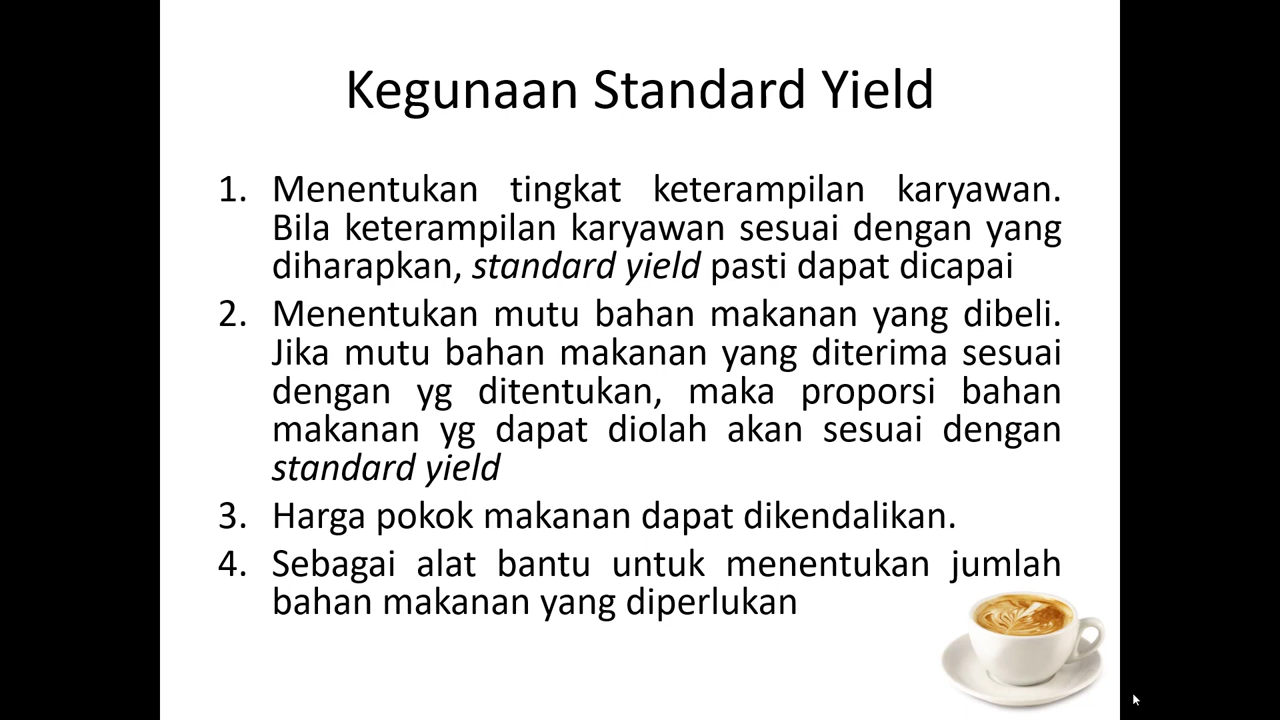 Kegunaan Standard Yield
1. Menentukan tingkat keterampilan karyawan.
Bila keterampilan karyawan sesuai dengan yang
diharapkan, standard yield pasti dapat dicapai
2. Menentukan mutu bahan makanan yang dibeli.
Jika mutu bahan makanan yang diterima sesuai
dengan yg ditentukan, maka proporsi bahan
makanan yg dapat diolah akan sesuai dengan
standard yield
3. Harga pokok makanan dapat dikendalikan.
4. Sebagai alat bantu untuk menentukan jumlah
bahan makanan yang diperlukan